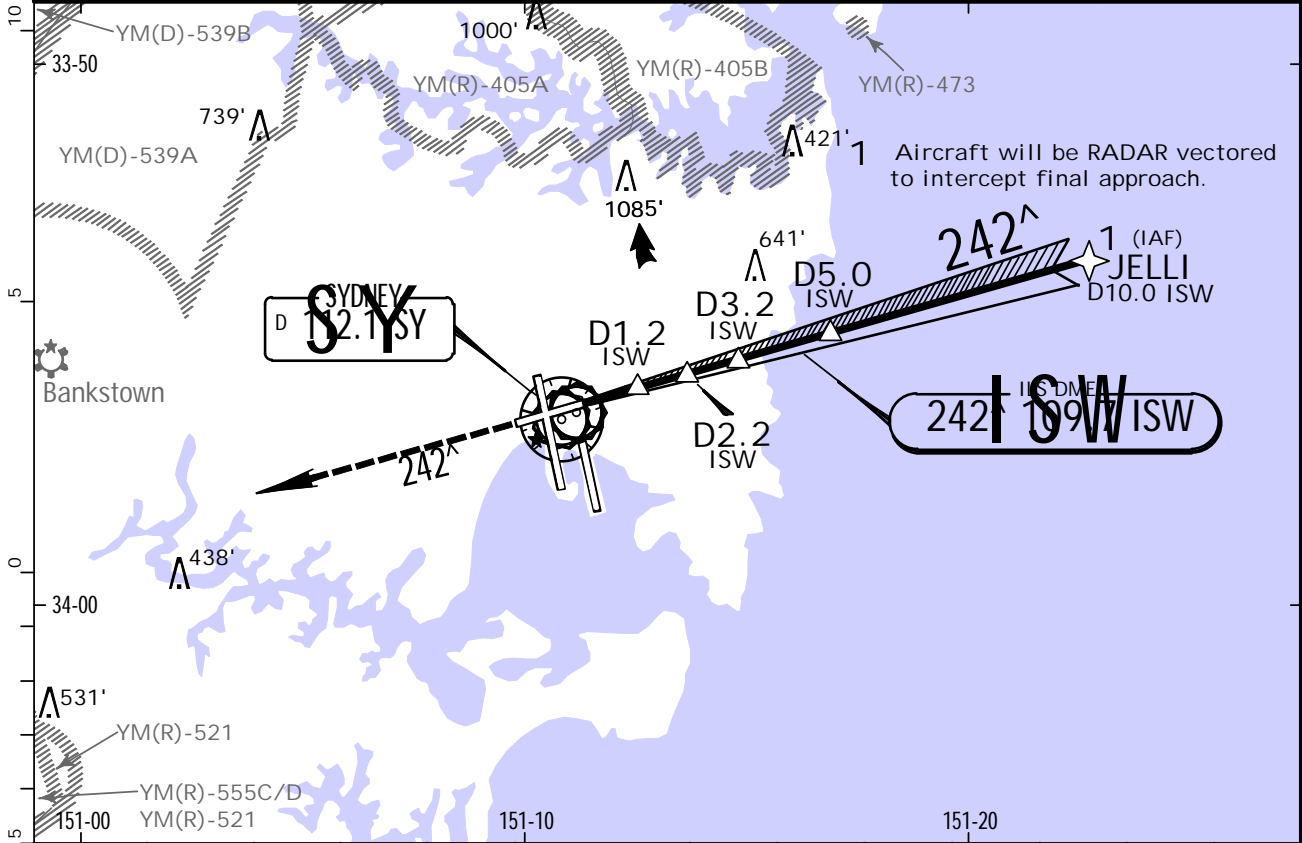 10
YM(D)-539B
1000'
33-50
YM(R)-405A
YM(R)-405B
YM(R)-473
739'
YM(D)-539A
421'
1 Aircraft will be RADAR vectored
to intercept final approach.
1085'
641'
242^
1 (IAF)
JELLI
D10.0 ISW
5
SYDNEY
D 112.1 SY
S Y
D5.0
ISW
D3.2
ISW
D1.2
ISW
Bankstown
ILS DME
242^ 109.7 ISW
I S W
D2.2
ISW
242^
438'
0
34-00
531'
YM(R)-521
YM(R)-555C/D
YM(R)-521
5
151-00
151-10
151-20